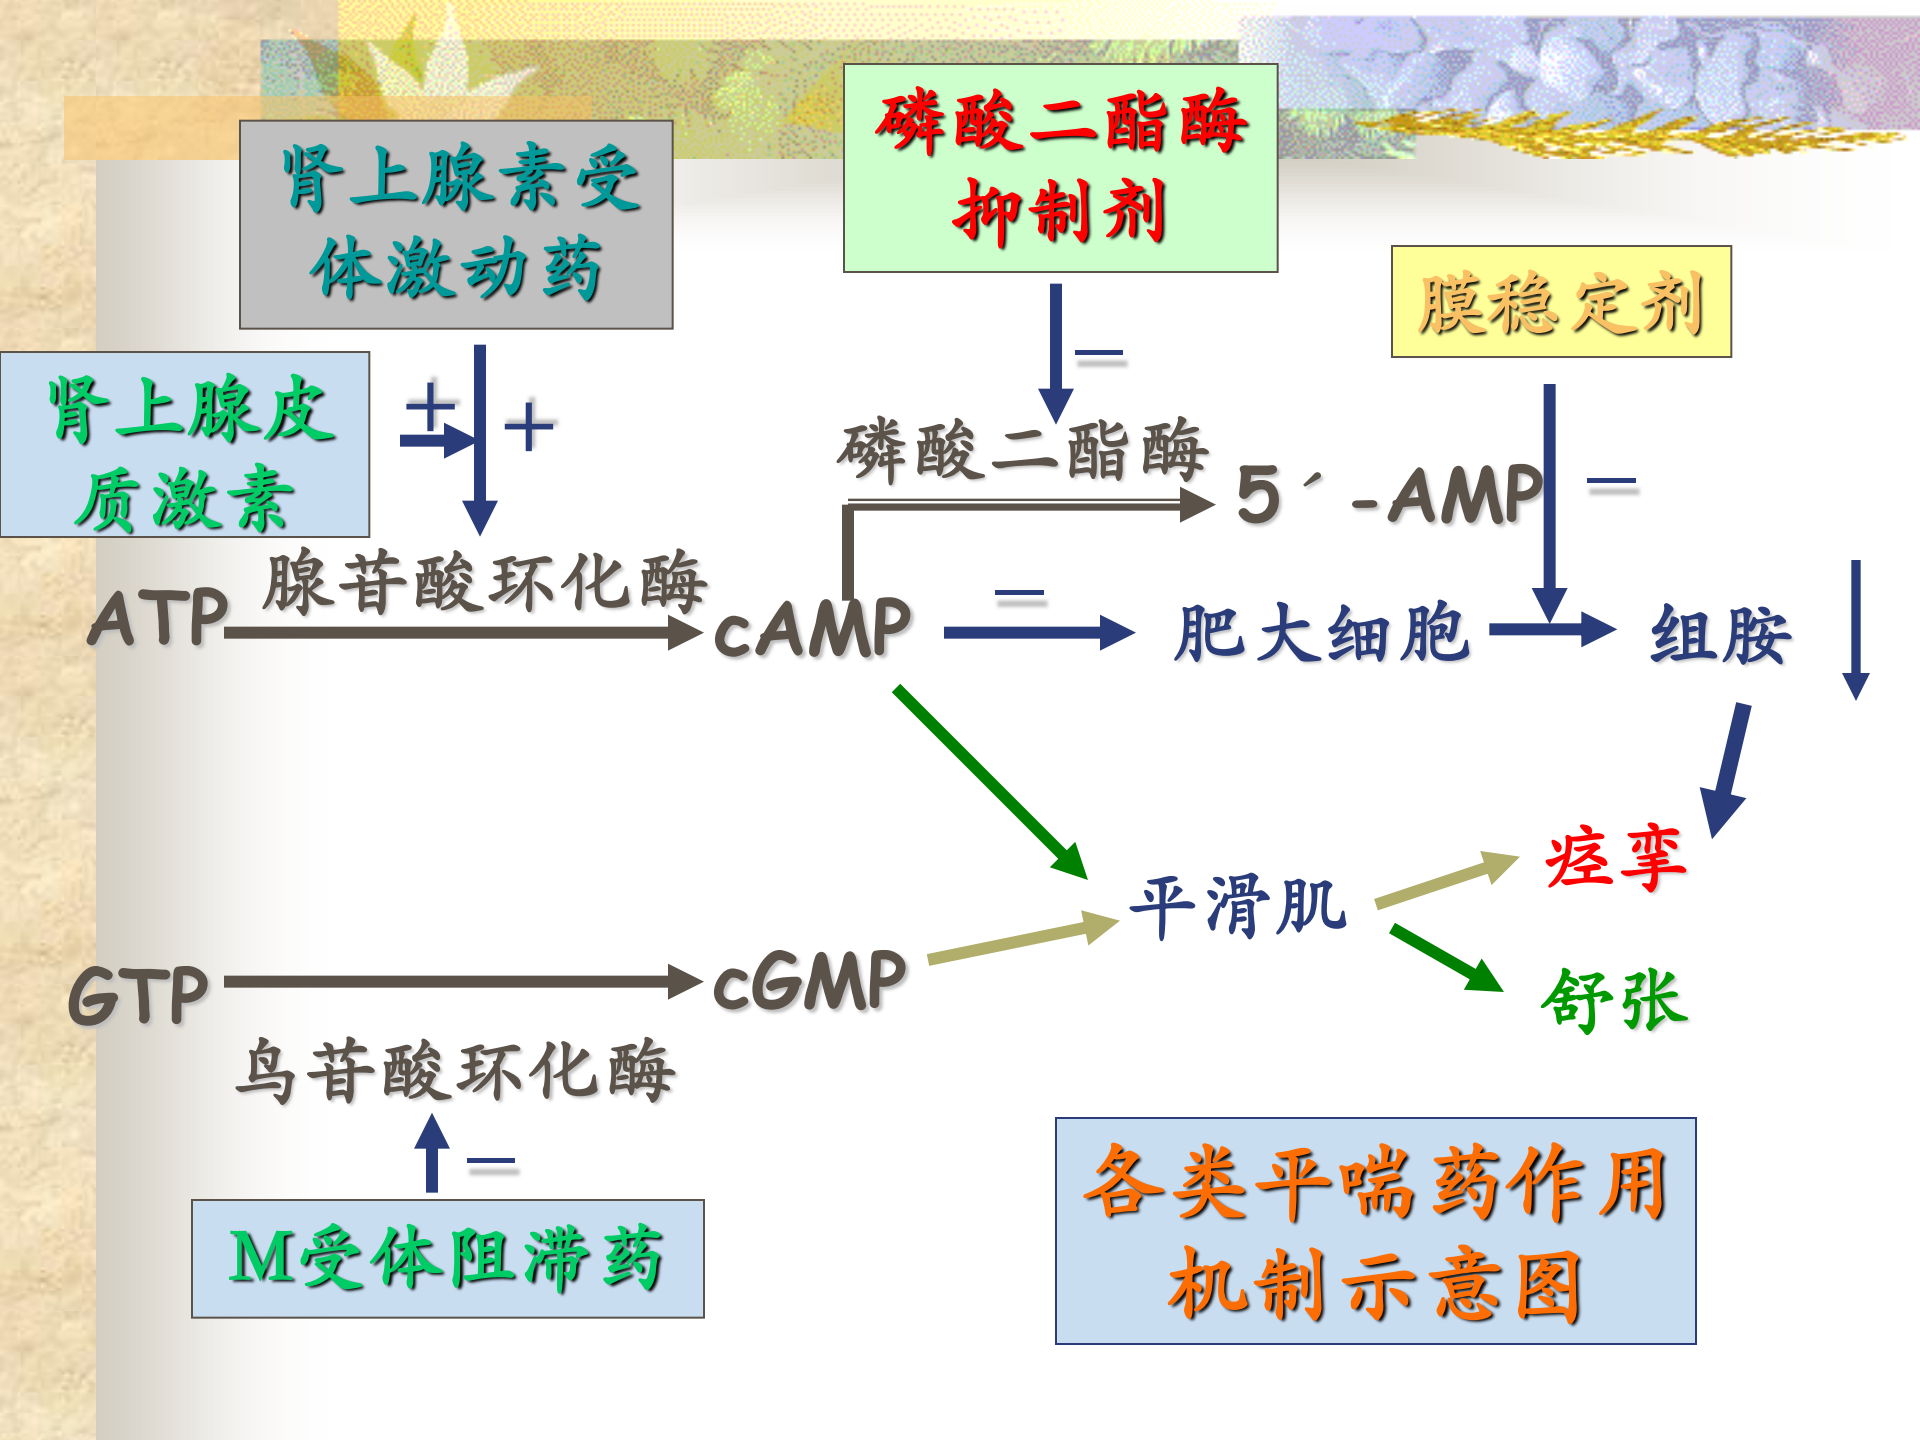 磷酸二酯酶
抑制剂
肾上腺素受
体激动药
膜稳定剂
肾上腺皮
质激素
+
+
—
磷酸二酯酶
5′-AMP
—
腺苷酸环化酶
ATP
cAMP
—
肥大细胞
组胺
痉挛
平滑肌
舒张
GTP
cGMP
鸟苷酸环化酶
—
M受体阻滞药
各类平喘药作用
机制示意图